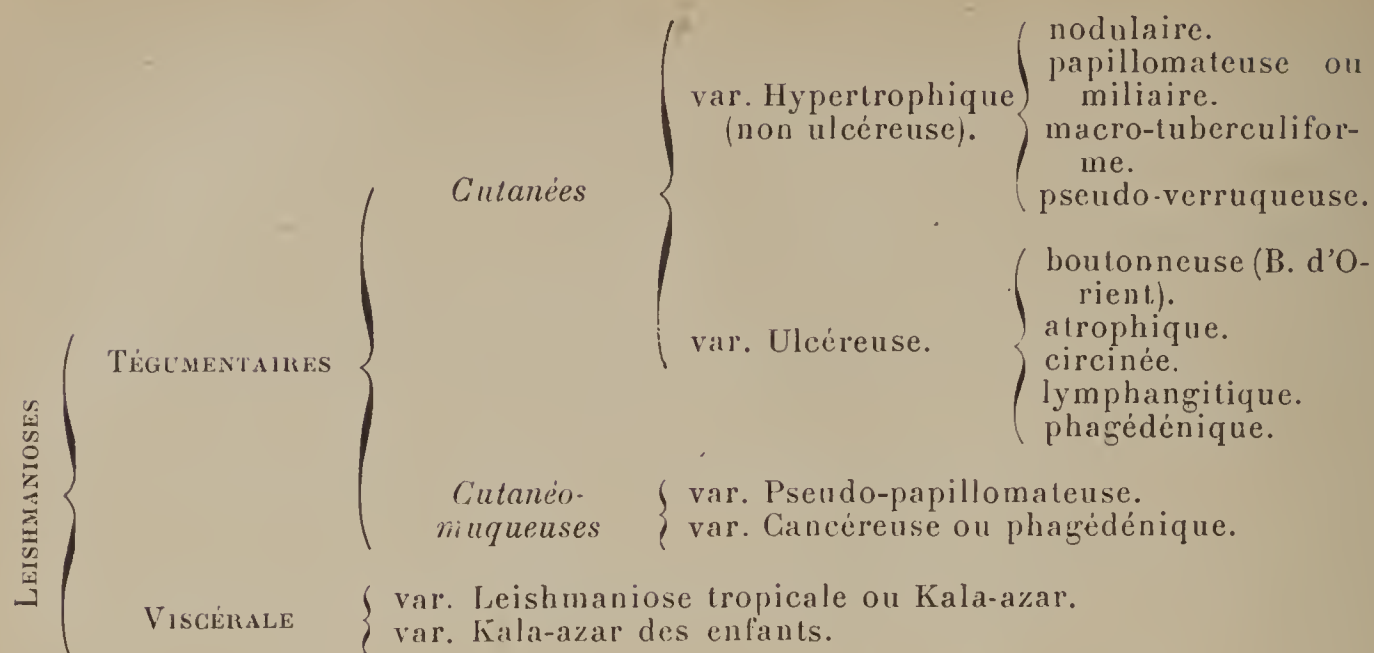 LEISHMANIOSES
TÉGUMENTAIRES
Cutanées
var. Hypertrophique
(non ulcéreuse).
nodulaire.
papillomateuse ou
miliaire.
macro-tuberculifor-
me.
pseudo-verruqueuse.
var. Ulcéreuse.
boutonneuse (B. d'O-
rient).
atrophique.
circinée.
lymphangitique.
phagédénique.
Cutanéo-
muqueuses
var. Pseudo-papillomateuse.
var. Cancéreuse ou phagédénique.
VISCÉRALE
var. Leishmaniose tropicale ou Kala-azar.
var. Kala-azar des enfants.